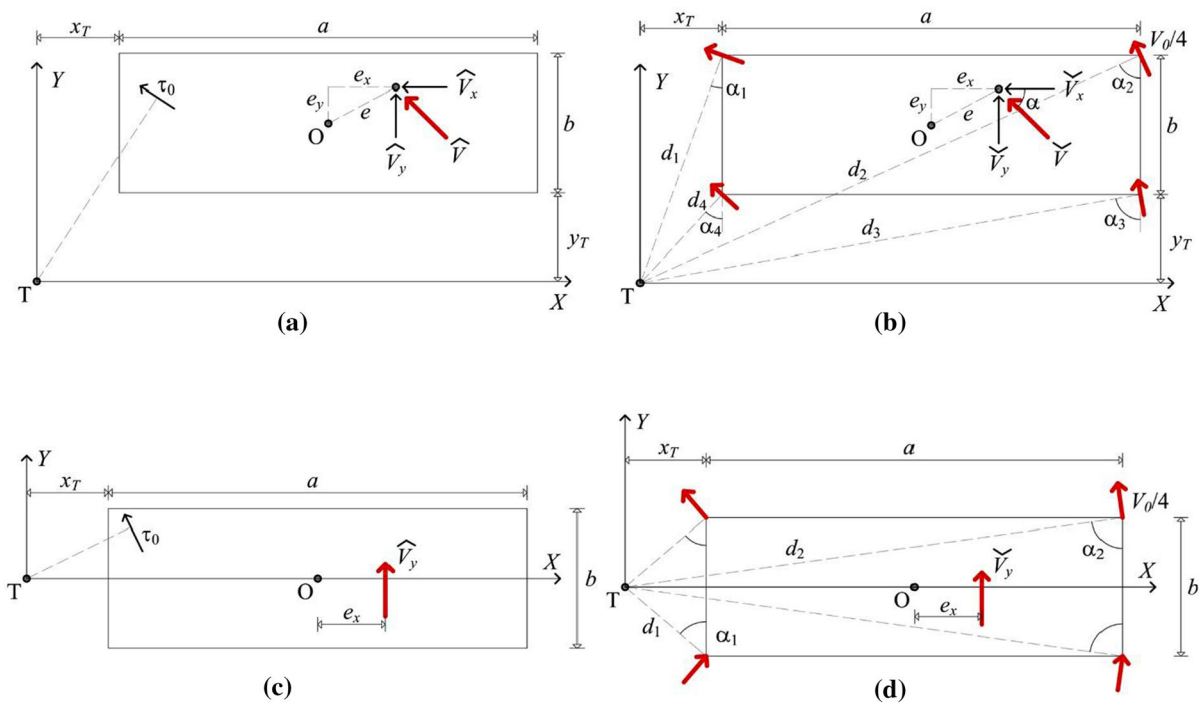 x_T a
Y
τ₀
e_x
e_y
e
O
V̂_x
V̂_y
V̂
b
y_T
T
X
(a)
x_T a
V₀/4
Y
α₁
α₂
e_x
e_y
e
α
O
V̌_x
V̌_y
V̌
b
d₁
d₂
d₄
α₄
d₃
α₃
y_T
T
X
(b)
Y
x_T a
τ₀
V̂_y
X
T
O
b
e_x
(c)
Y
x_T a
V₀/4
d₂
α₂
V̌_y
X
T
O
b
e_x
d₁
α₁
(d)